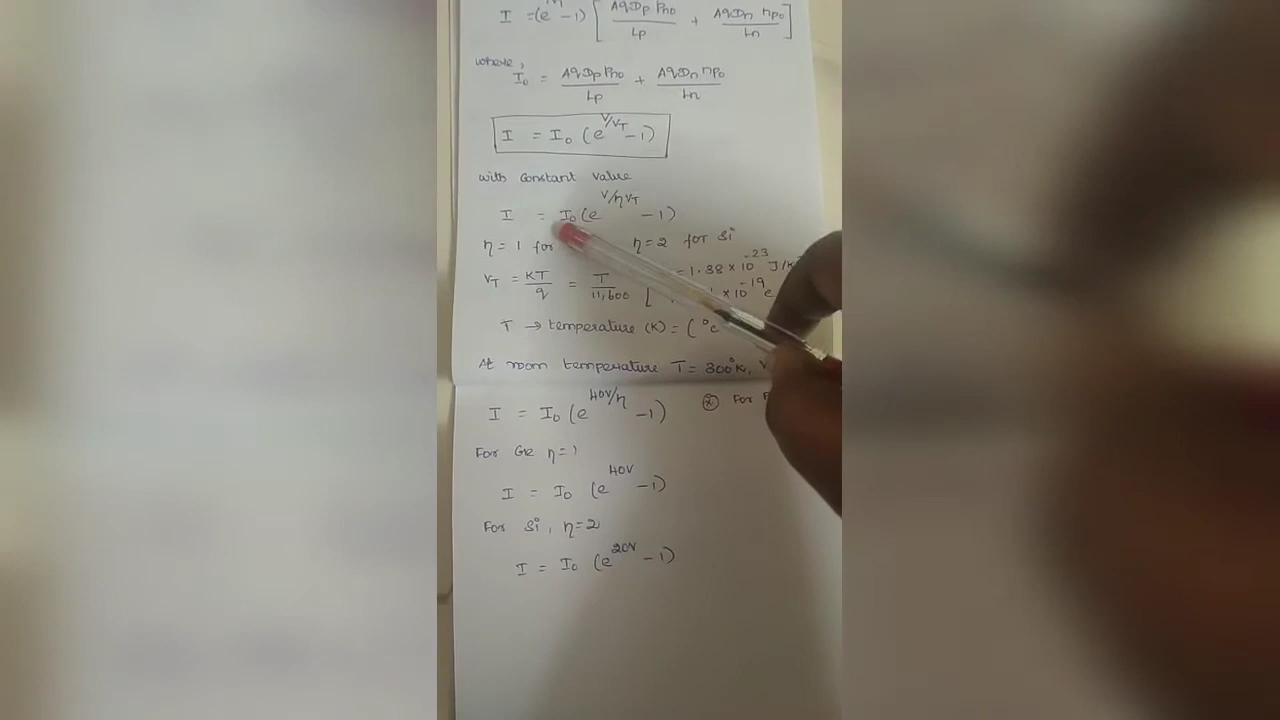 I = (e -1) [ AqDp Pno / Lp + AqDn npo / Ln ]
where,
I₀ = AqDp Pno / Lp + AqDn npo / Ln
I = I₀ (e^V/VT -1)
with constant value
I = I₀ (e^V/ηVT - 1)
η = 1 for η=2 for Si
VT = KT/q = T/11,600 [ = 1.38 × 10^-23 J/K
× 10^-19 e
T → temperature (K) = ( °c
At room temperature T = 300°K, V
I = I₀ (e^40V/η -1) * For F
For Ge η = 1
I = I₀ (e^40V -1)
For Si, η=2
I = I₀ (e^20V -1)